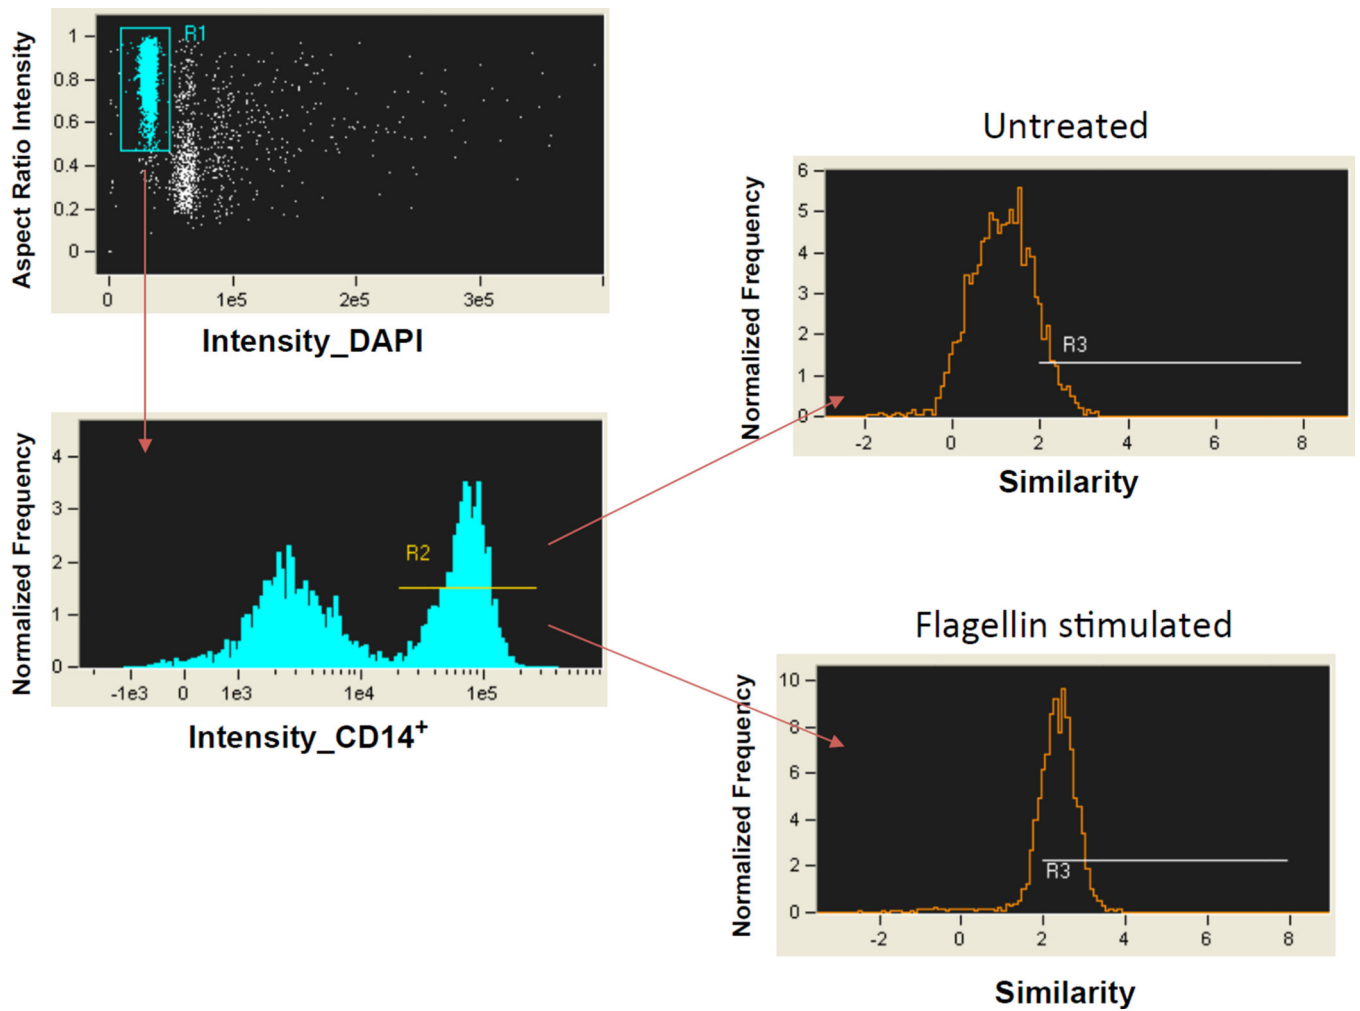 Aspect Ratio Intensity
R1
1
0.8
0.6
0.4
0.2
0
0 1e5 2e5 3e5
Intensity_DAPI
Normalized Frequency
4
3
2
1
0
R2
-1e3 0 1e3 1e4 1e5
Intensity_CD14⁺
Untreated
Normalized Frequency
6
5
4
3
2
1
0
R3
-2 0 2 4 6 8
Similarity
Flagellin stimulated
Normalized Frequency
10
8
6
4
2
0
R3
-2 0 2 4 6 8
Similarity